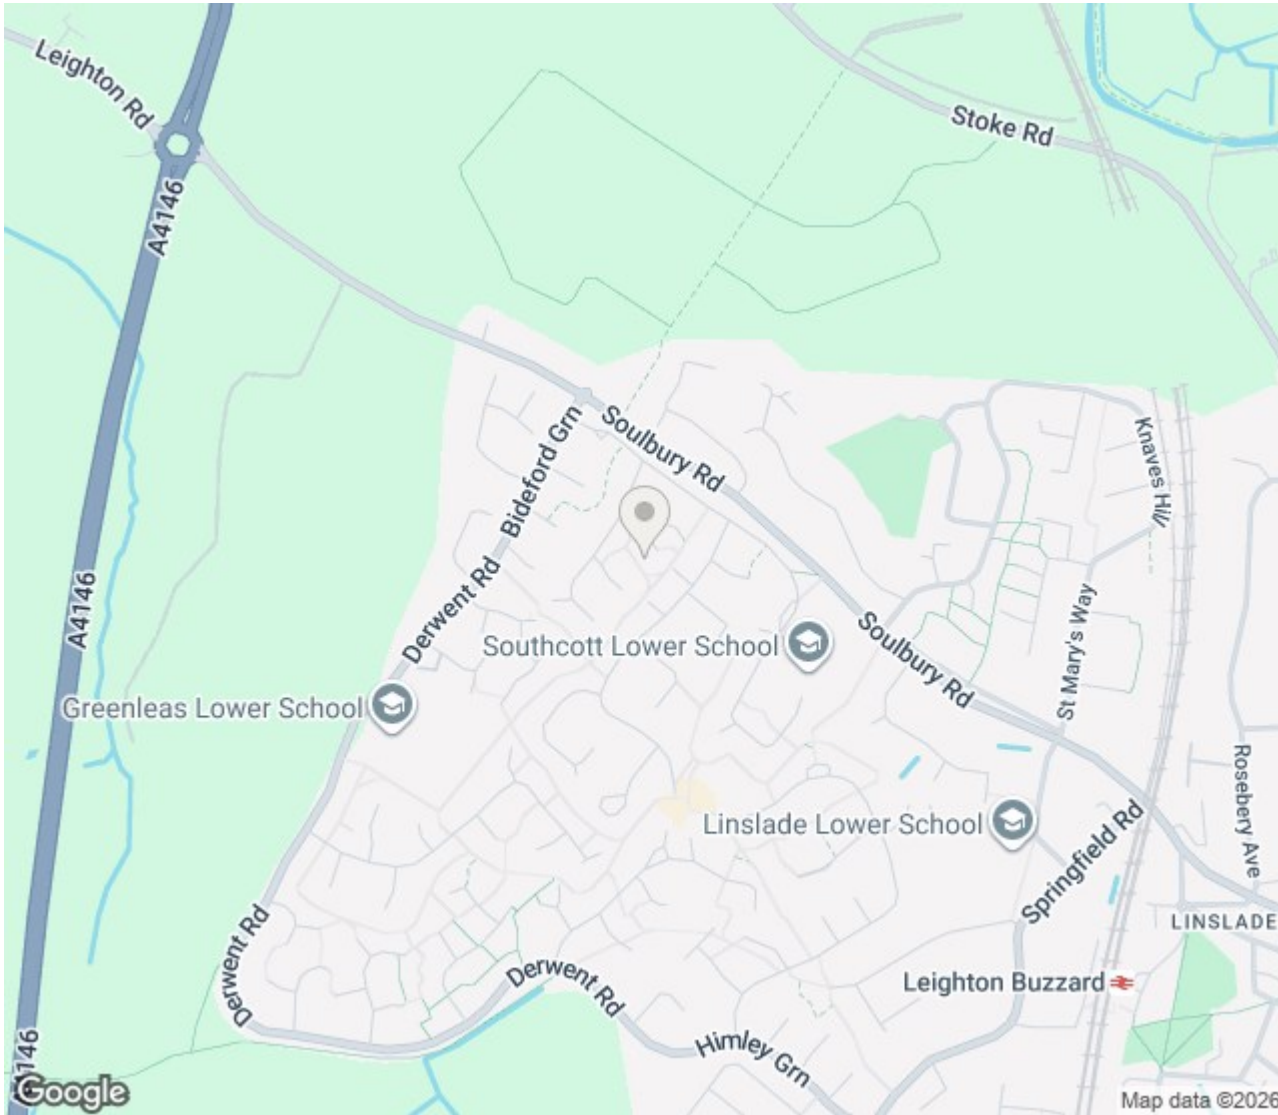 Leighton Rd
Stoke Rd
A4146
Soulbury Rd
Bideford Grn
Knaves Hill
Derwent Rd
A4146
Southcott Lower School
Soulbury Rd
St Mary's Way
Greenleas Lower School
Rosebery Ave
Linslade Lower School
Springfield Rd
LINSLADE
Derwent Rd
Derwent Rd
Leighton Buzzard
Himley Grn
A4146
Google
Map data ©2026